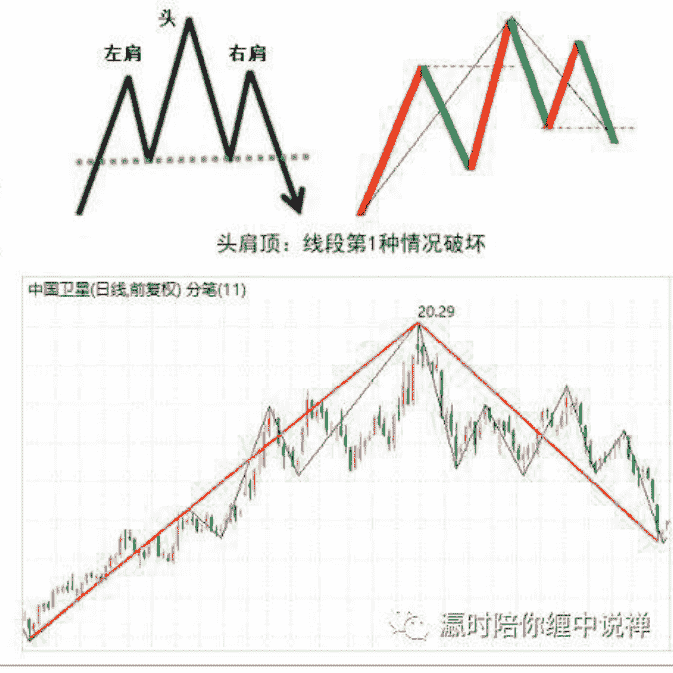 头
左肩
右肩
头肩顶：线段第1种情况破坏
中国卫星(日线,前复权) 分笔(11)
20.29
瀛时陪你缠中说禅